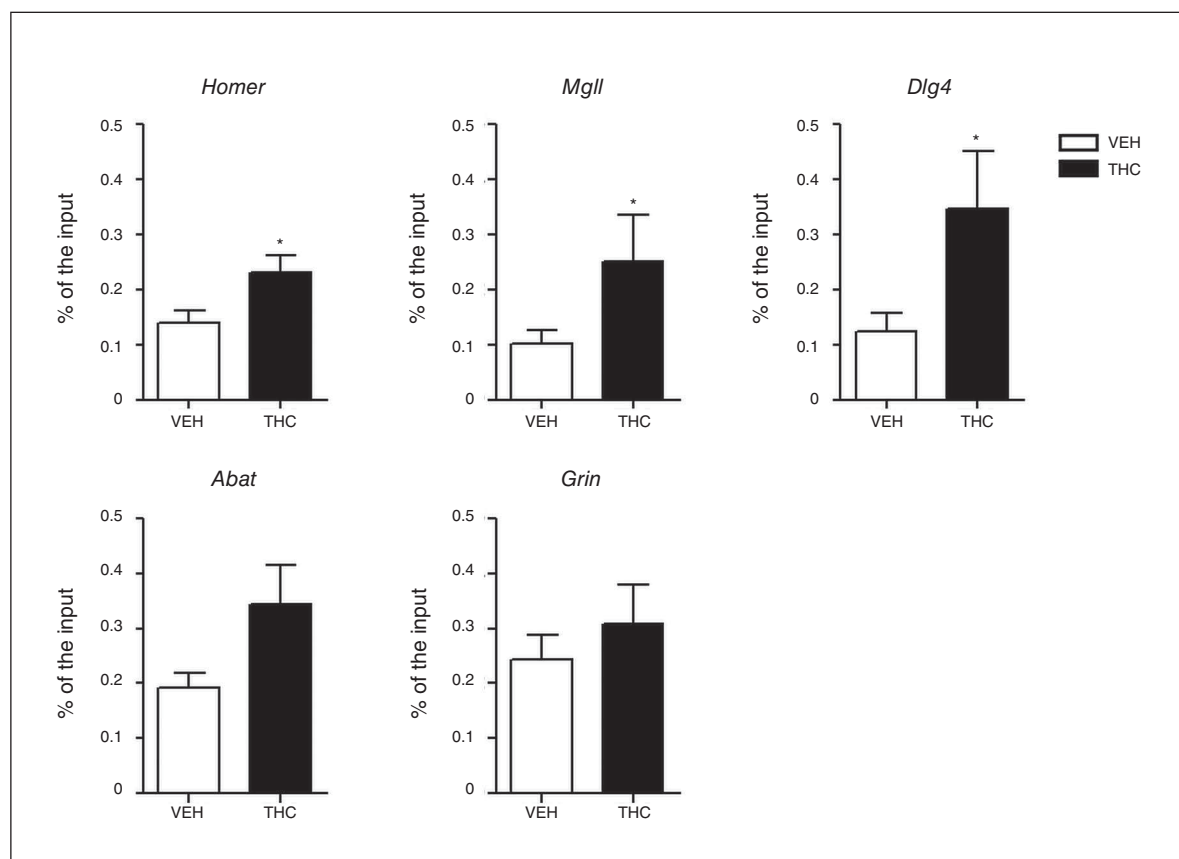 Homer
% of the input
0.5
0.4
0.3
0.2
0.1
0
*
VEH
THC
Mgll
% of the input
0.5
0.4
0.3
0.2
0.1
0
*
VEH
THC
Dlg4
% of the input
0.5
0.4
0.3
0.2
0.1
0
*
VEH
THC
VEH
THC
Abat
% of the input
0.5
0.4
0.3
0.2
0.1
0
VEH
THC
Grin
% of the input
0.5
0.4
0.3
0.2
0.1
0
VEH
THC